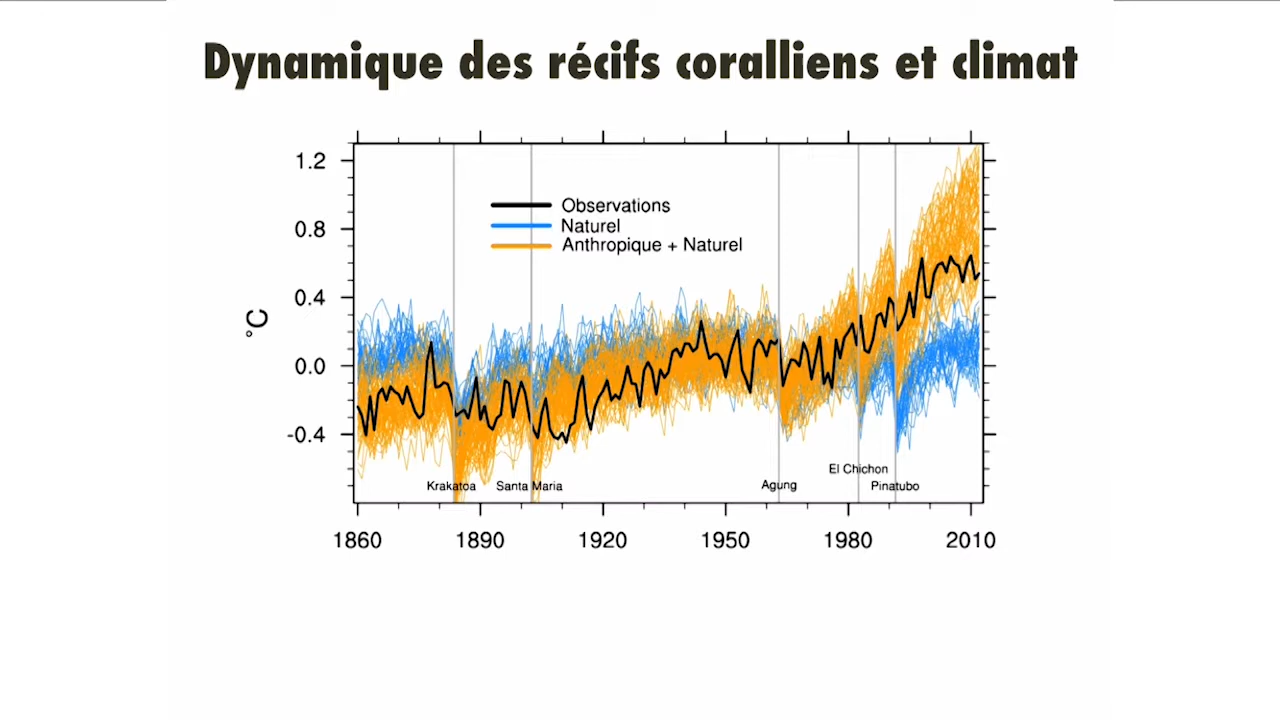 Dynamique des récifs coralliens et climat
1.2
0.8
0.4
0.0
-0.4
°C
Observations
Naturel
Anthropique + Naturel
Krakatoa
Santa Maria
Agung
El Chichon
Pinatubo
1860 1890 1920 1950 1980 2010